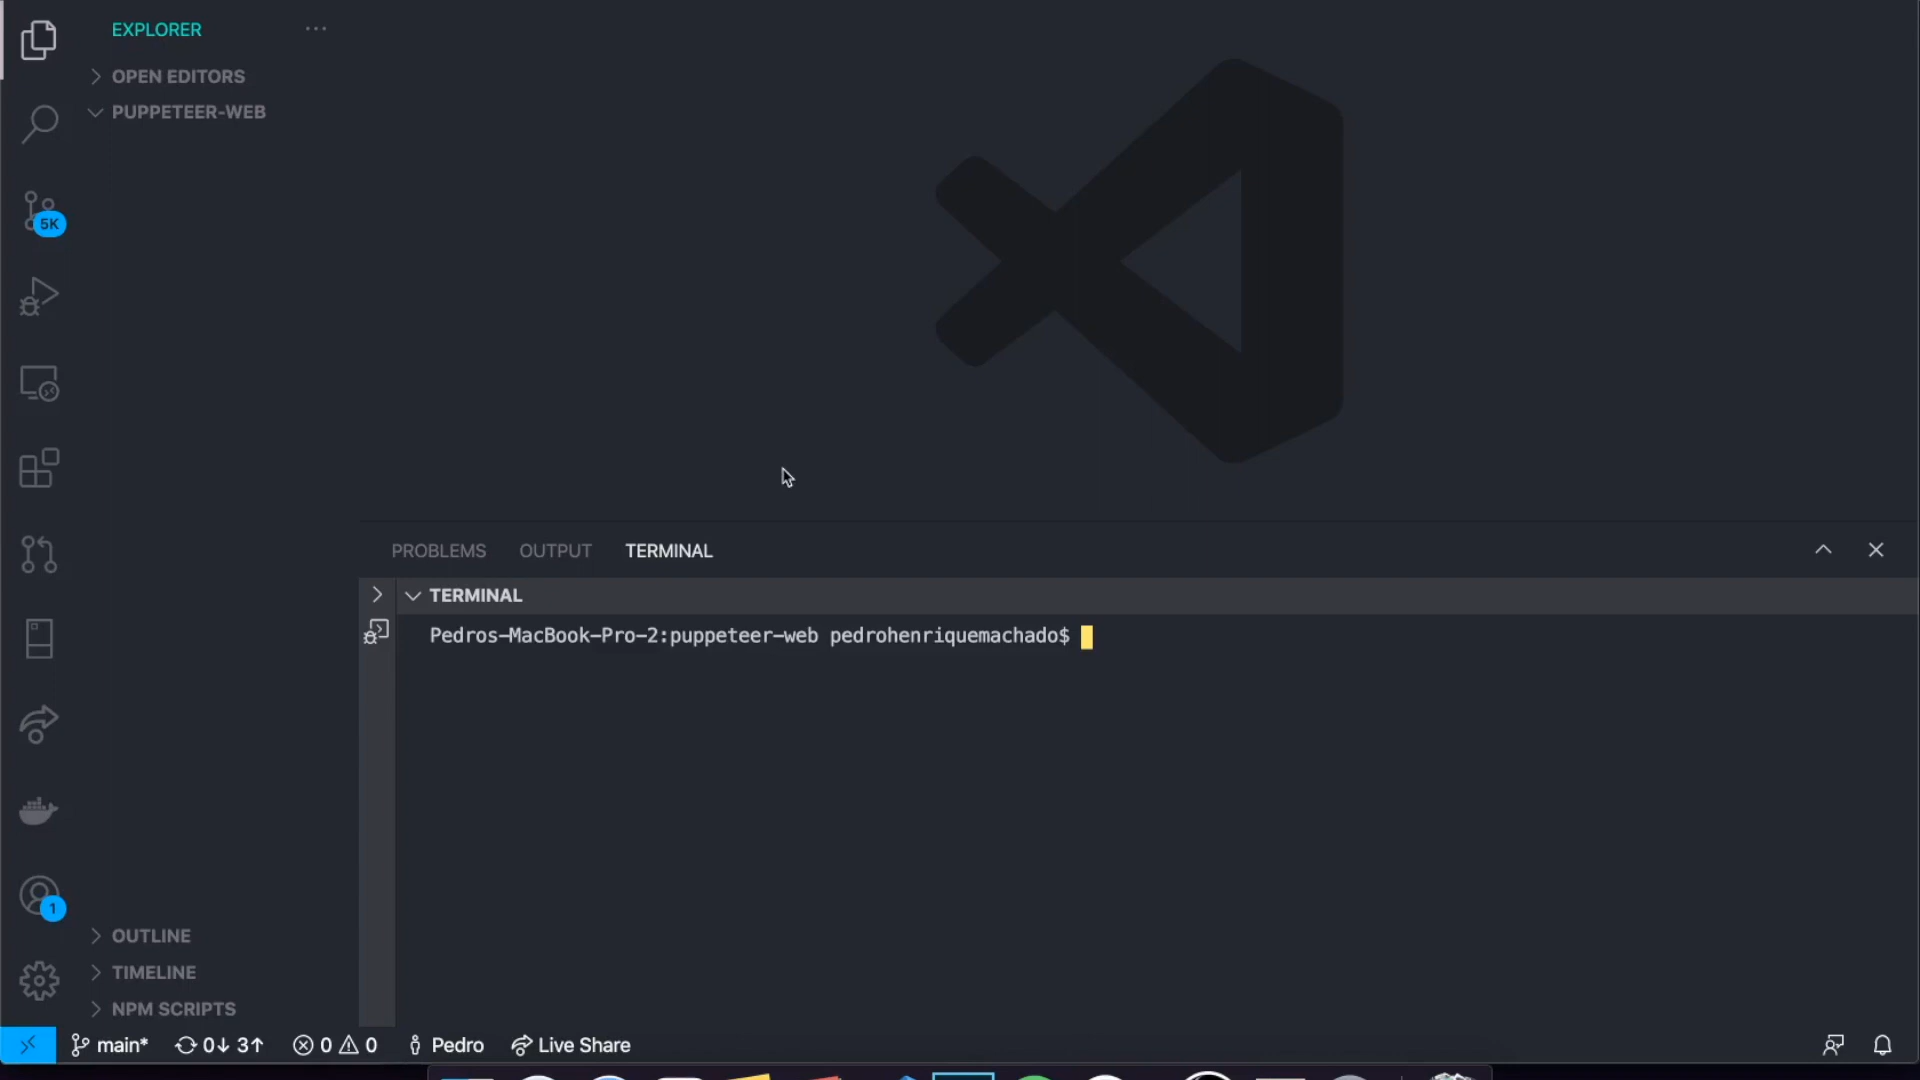 EXPLORER
OPEN EDITORS
PUPPETEER-WEB
5K
PROBLEMS OUTPUT TERMINAL
TERMINAL
Pedros-MacBook-Pro-2:puppeteer-web pedrohenriquemachado$
1
OUTLINE
TIMELINE
NPM SCRIPTS
main* 0↓ 3↑ 0 0 Pedro Live Share